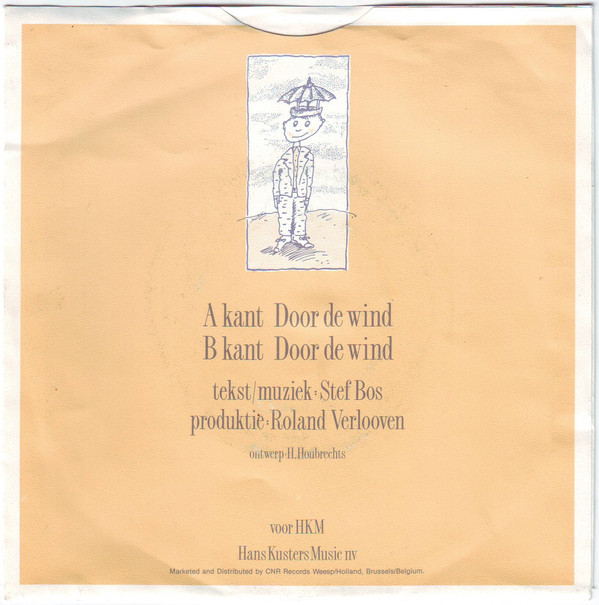 A kant Door de wind
B kant Door de wind
tekst/muziek: Stef Bos
produktie: Roland Verlooven
ontwerp: H. Houbrechts
voor HKM
Hans Kusters Music nv
Marketed and Distributed by CNR Records Weesp/Holland, Brussels/Belgium.